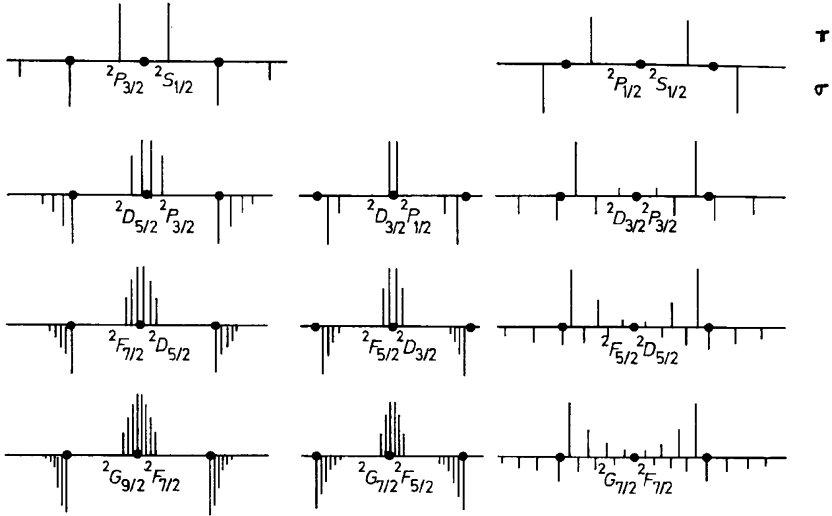 π
²P₃/₂ ²S₁/₂ ²P₁/₂ ²S₁/₂
σ
²D₅/₂ ²P₃/₂ ²D₃/₂ ²P₁/₂ ²D₃/₂ ²P₃/₂
²F₇/₂ ²D₅/₂ ²F₅/₂ ²D₃/₂ ²F₅/₂ ²D₅/₂
²G₉/₂ ²F₇/₂ ²G₇/₂ ²F₅/₂ ²G₇/₂ ²F₇/₂